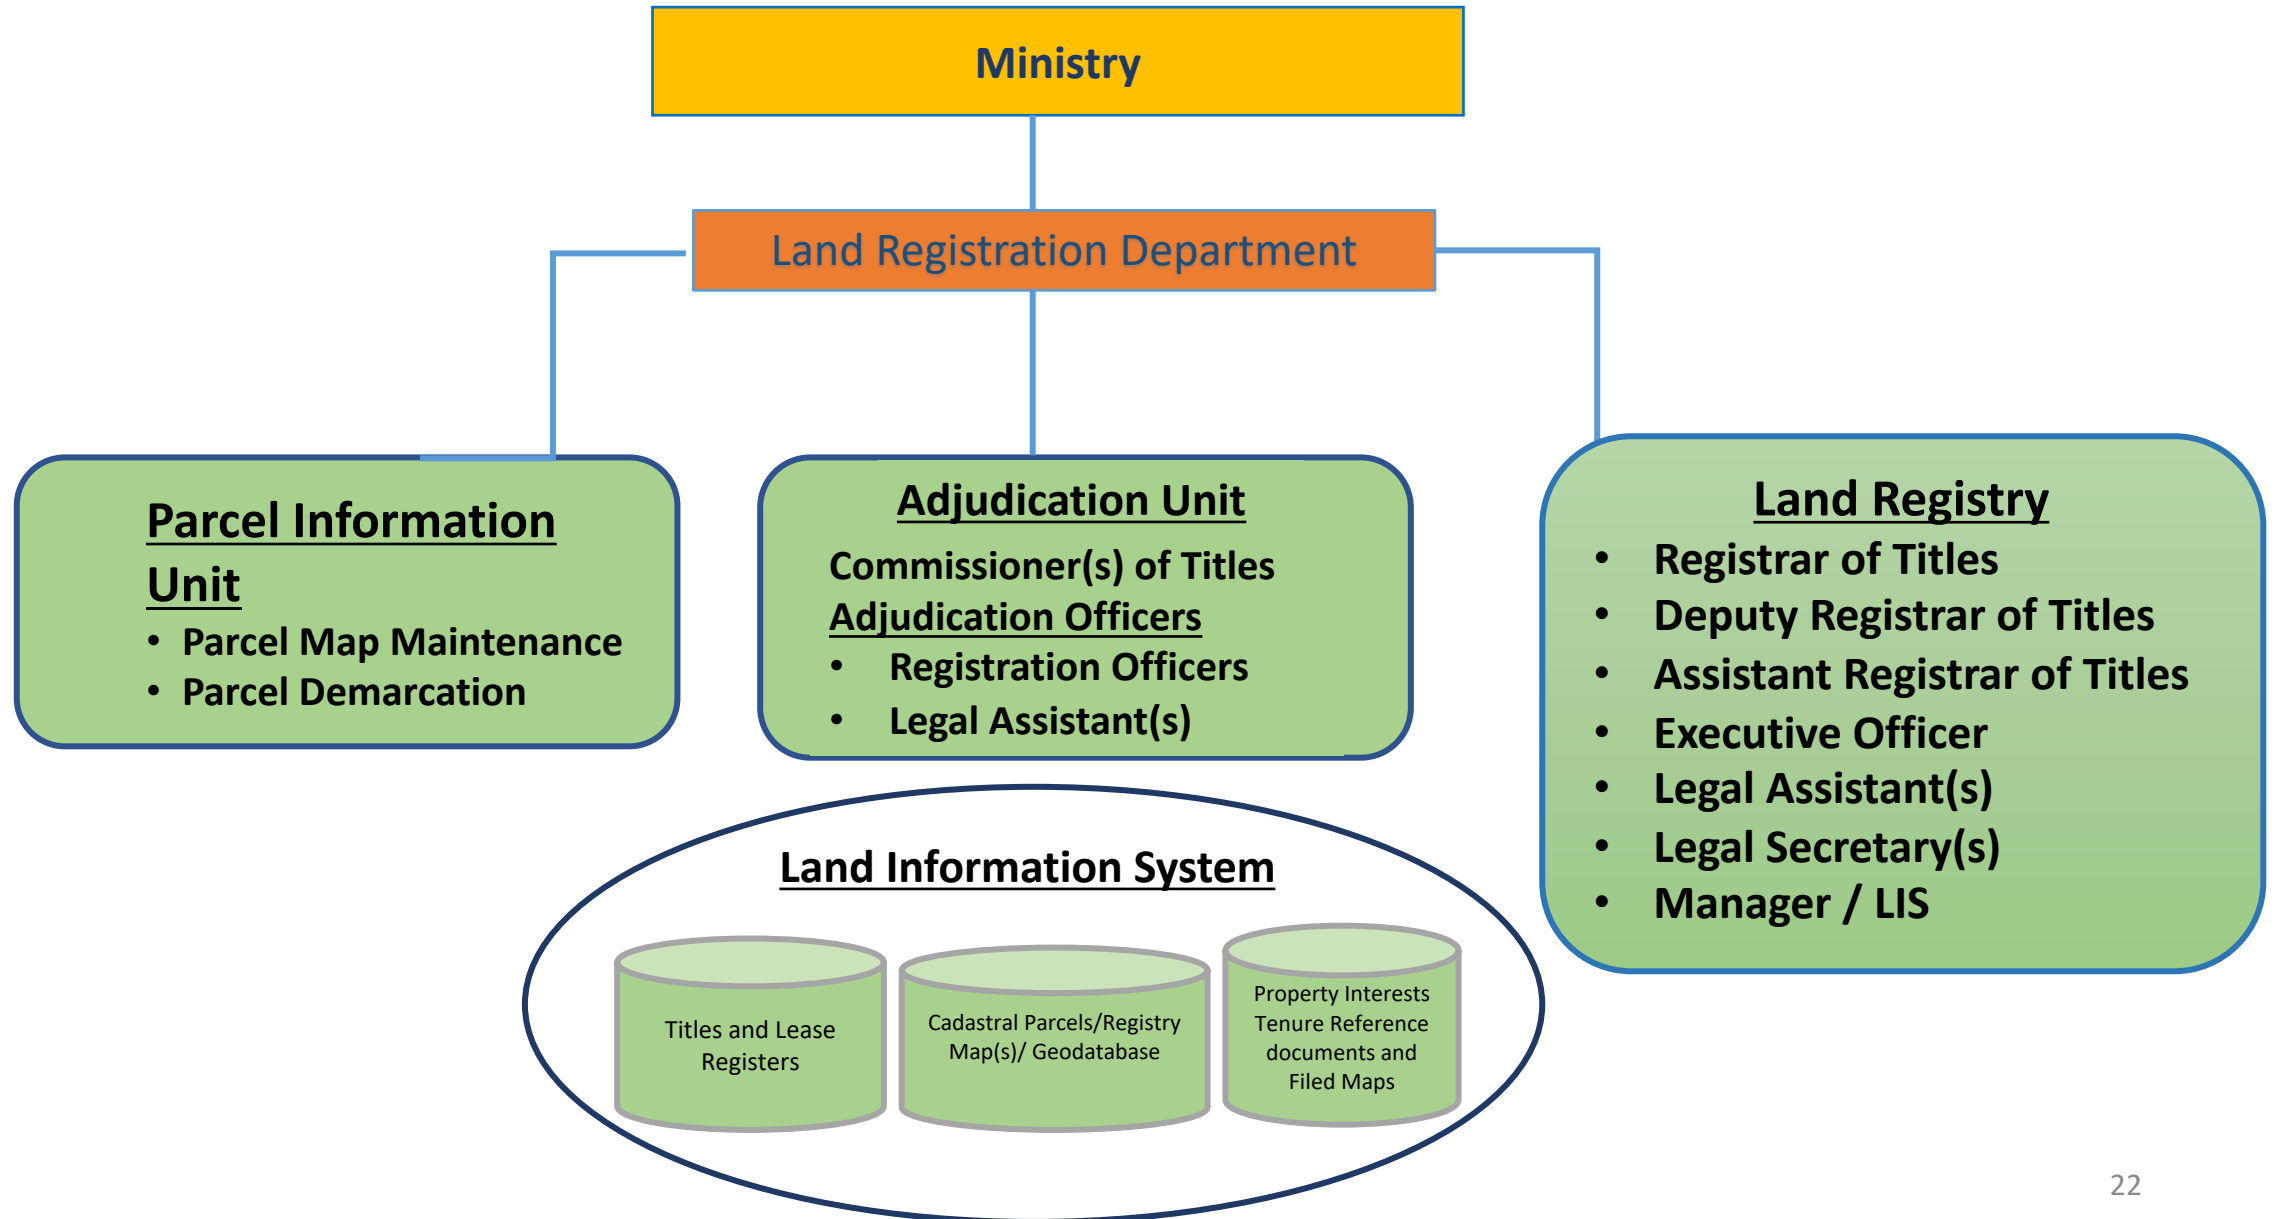 Ministry
Land Registration Department
Parcel Information
Unit
• Parcel Map Maintenance
• Parcel Demarcation
Adjudication Unit
Commissioner(s) of Titles
Adjudication Officers
• Registration Officers
• Legal Assistant(s)
Land Registry
• Registrar of Titles
• Deputy Registrar of Titles
• Assistant Registrar of Titles
• Executive Officer
• Legal Assistant(s)
• Legal Secretary(s)
• Manager / LIS
Land Information System
Titles and Lease
Registers
Cadastral Parcels/Registry
Map(s)/ Geodatabase
Property Interests
Tenure Reference
documents and
Filed Maps
22